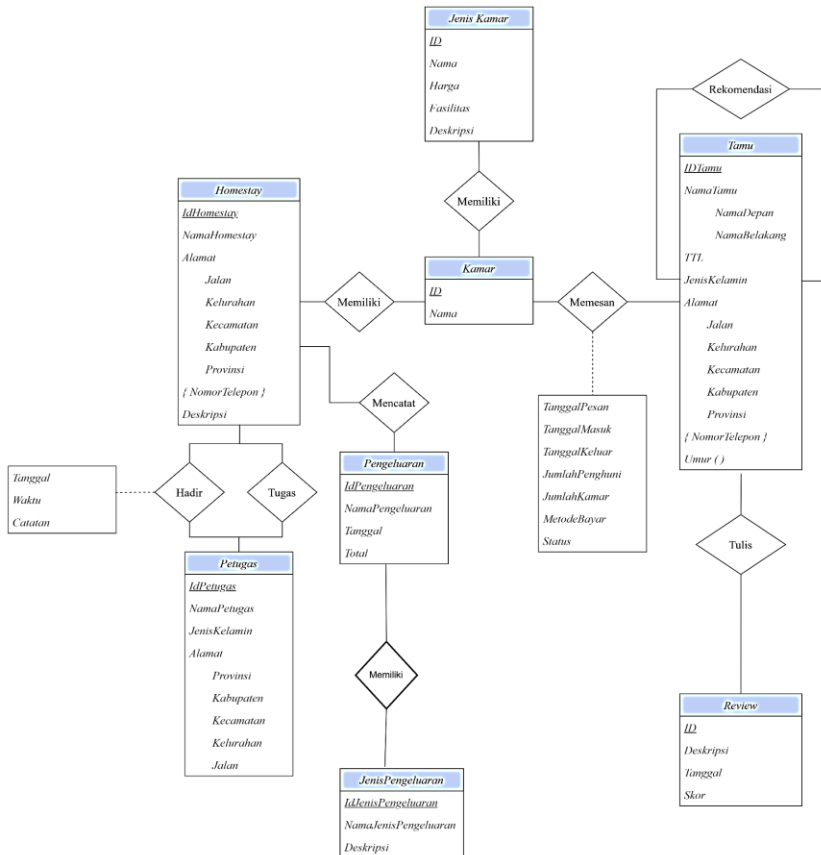 Jenis Kamar
ID
Nama
Harga
Fasilitas
Deskripsi
Rekomendasi
Tamu
IDTamu
NamaTamu
NamaDepan
NamaBelakang
TTL
JenisKelamin
Alamat
Jalan
Kelurahan
Kecamatan
Kabupaten
Provinsi
{ NomorTelepon }
Umur ( )
Homestay
IdHomestay
NamaHomestay
Alamat
Jalan
Kelurahan
Kecamatan
Kabupaten
Provinsi
{ NomorTelepon }
Deskripsi
Memiliki
Memiliki
Kamar
ID
Nama
Memesan
TanggalPesan
TanggalMasuk
TanggalKeluar
JumlahPenghuni
JumlahKamar
MetodeBayar
Status
Mencatat
Pengeluaran
IdPengeluaran
NamaPengeluaran
Tanggal
Total
Tanggal
Waktu
Catatan
Hadir
Tugas
Petugas
IdPetugas
NamaPetugas
JenisKelamin
Alamat
Provinsi
Kabupaten
Kecamatan
Kelurahan
Jalan
Memiliki
JenisPengeluaran
IdJenisPengeluaran
NamaJenisPengeluaran
Deskripsi
Tulis
Review
ID
Deskripsi
Tanggal
Skor